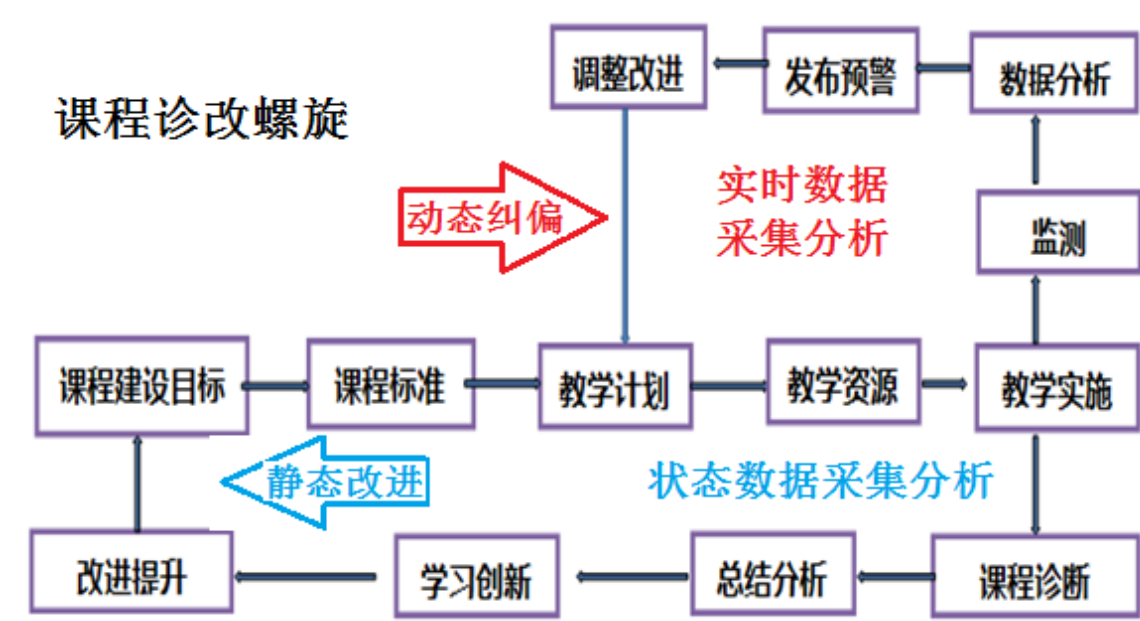 调整改进
发布预警
数据分析
课程诊改螺旋
动态纠偏
实时数据
采集分析
监测
课程建设目标
课程标准
教学计划
教学资源
教学实施
静态改进
状态数据采集分析
改进提升
学习创新
总结分析
课程诊断